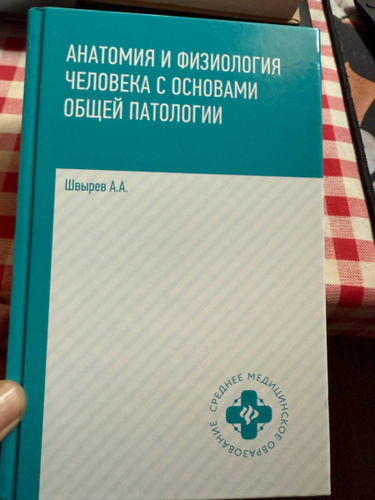 АНАТОМИЯ И ФИЗИОЛОГИЯ
ЧЕЛОВЕКА С ОСНОВАМИ
ОБЩЕЙ ПАТОЛОГИИ
Швырев А.А.
СРЕДНЕЕ МЕДИЦИНСКОЕ ОБРАЗОВАНИЕ